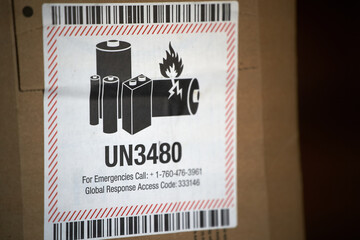 UN3480
For Emergencies Call: + 1-760-476-3961
Global Response Access Code: 333146